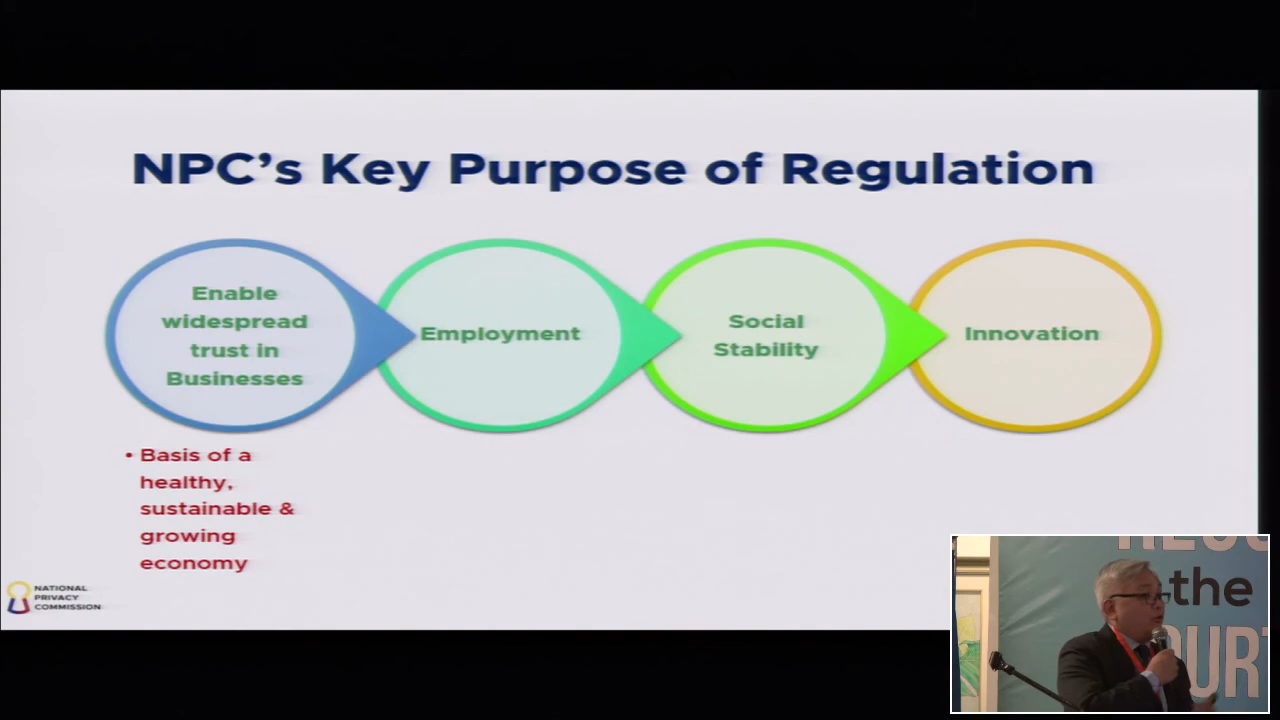 NPC's Key Purpose of Regulation
Enable
widespread
trust in
Businesses
Employment
Social
Stability
Innovation
• Basis of a
healthy,
sustainable &
growing
economy
NATIONAL
PRIVACY
COMMISSION
the